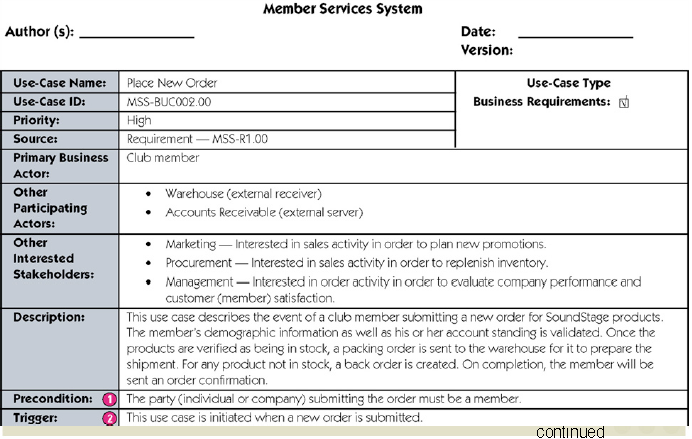 Member Services System
Author (s): Date:
Version:
Use-Case Name: Place New Order Use-Case Type
Use-Case ID: MSS-BUC002.00 Business Requirements: ☑
Priority: High
Source: Requirement — MSS-R1.00
Primary Business Club member
Actor:
Other • Warehouse (external receiver)
Participating • Accounts Receivable (external server)
Actors:
Other • Marketing — Interested in sales activity in order to plan new promotions.
Interested • Procurement — Interested in sales activity in order to replenish inventory.
Stakeholders: • Management — Interested in order activity in order to evaluate company performance and
customer (member) satisfaction.
Description: This use case describes the event of a club member submitting a new order for SoundStage products.
The member's demographic information as well as his or her account standing is validated. Once the
products are verified as being in stock, a packing order is sent to the warehouse for it to prepare the
shipment. For any product not in stock, a back order is created. On completion, the member will be
sent an order confirmation.
Precondition: 1 The party (individual or company) submitting the order must be a member.
Trigger: 2 This use case is initiated when a new order is submitted.
continued